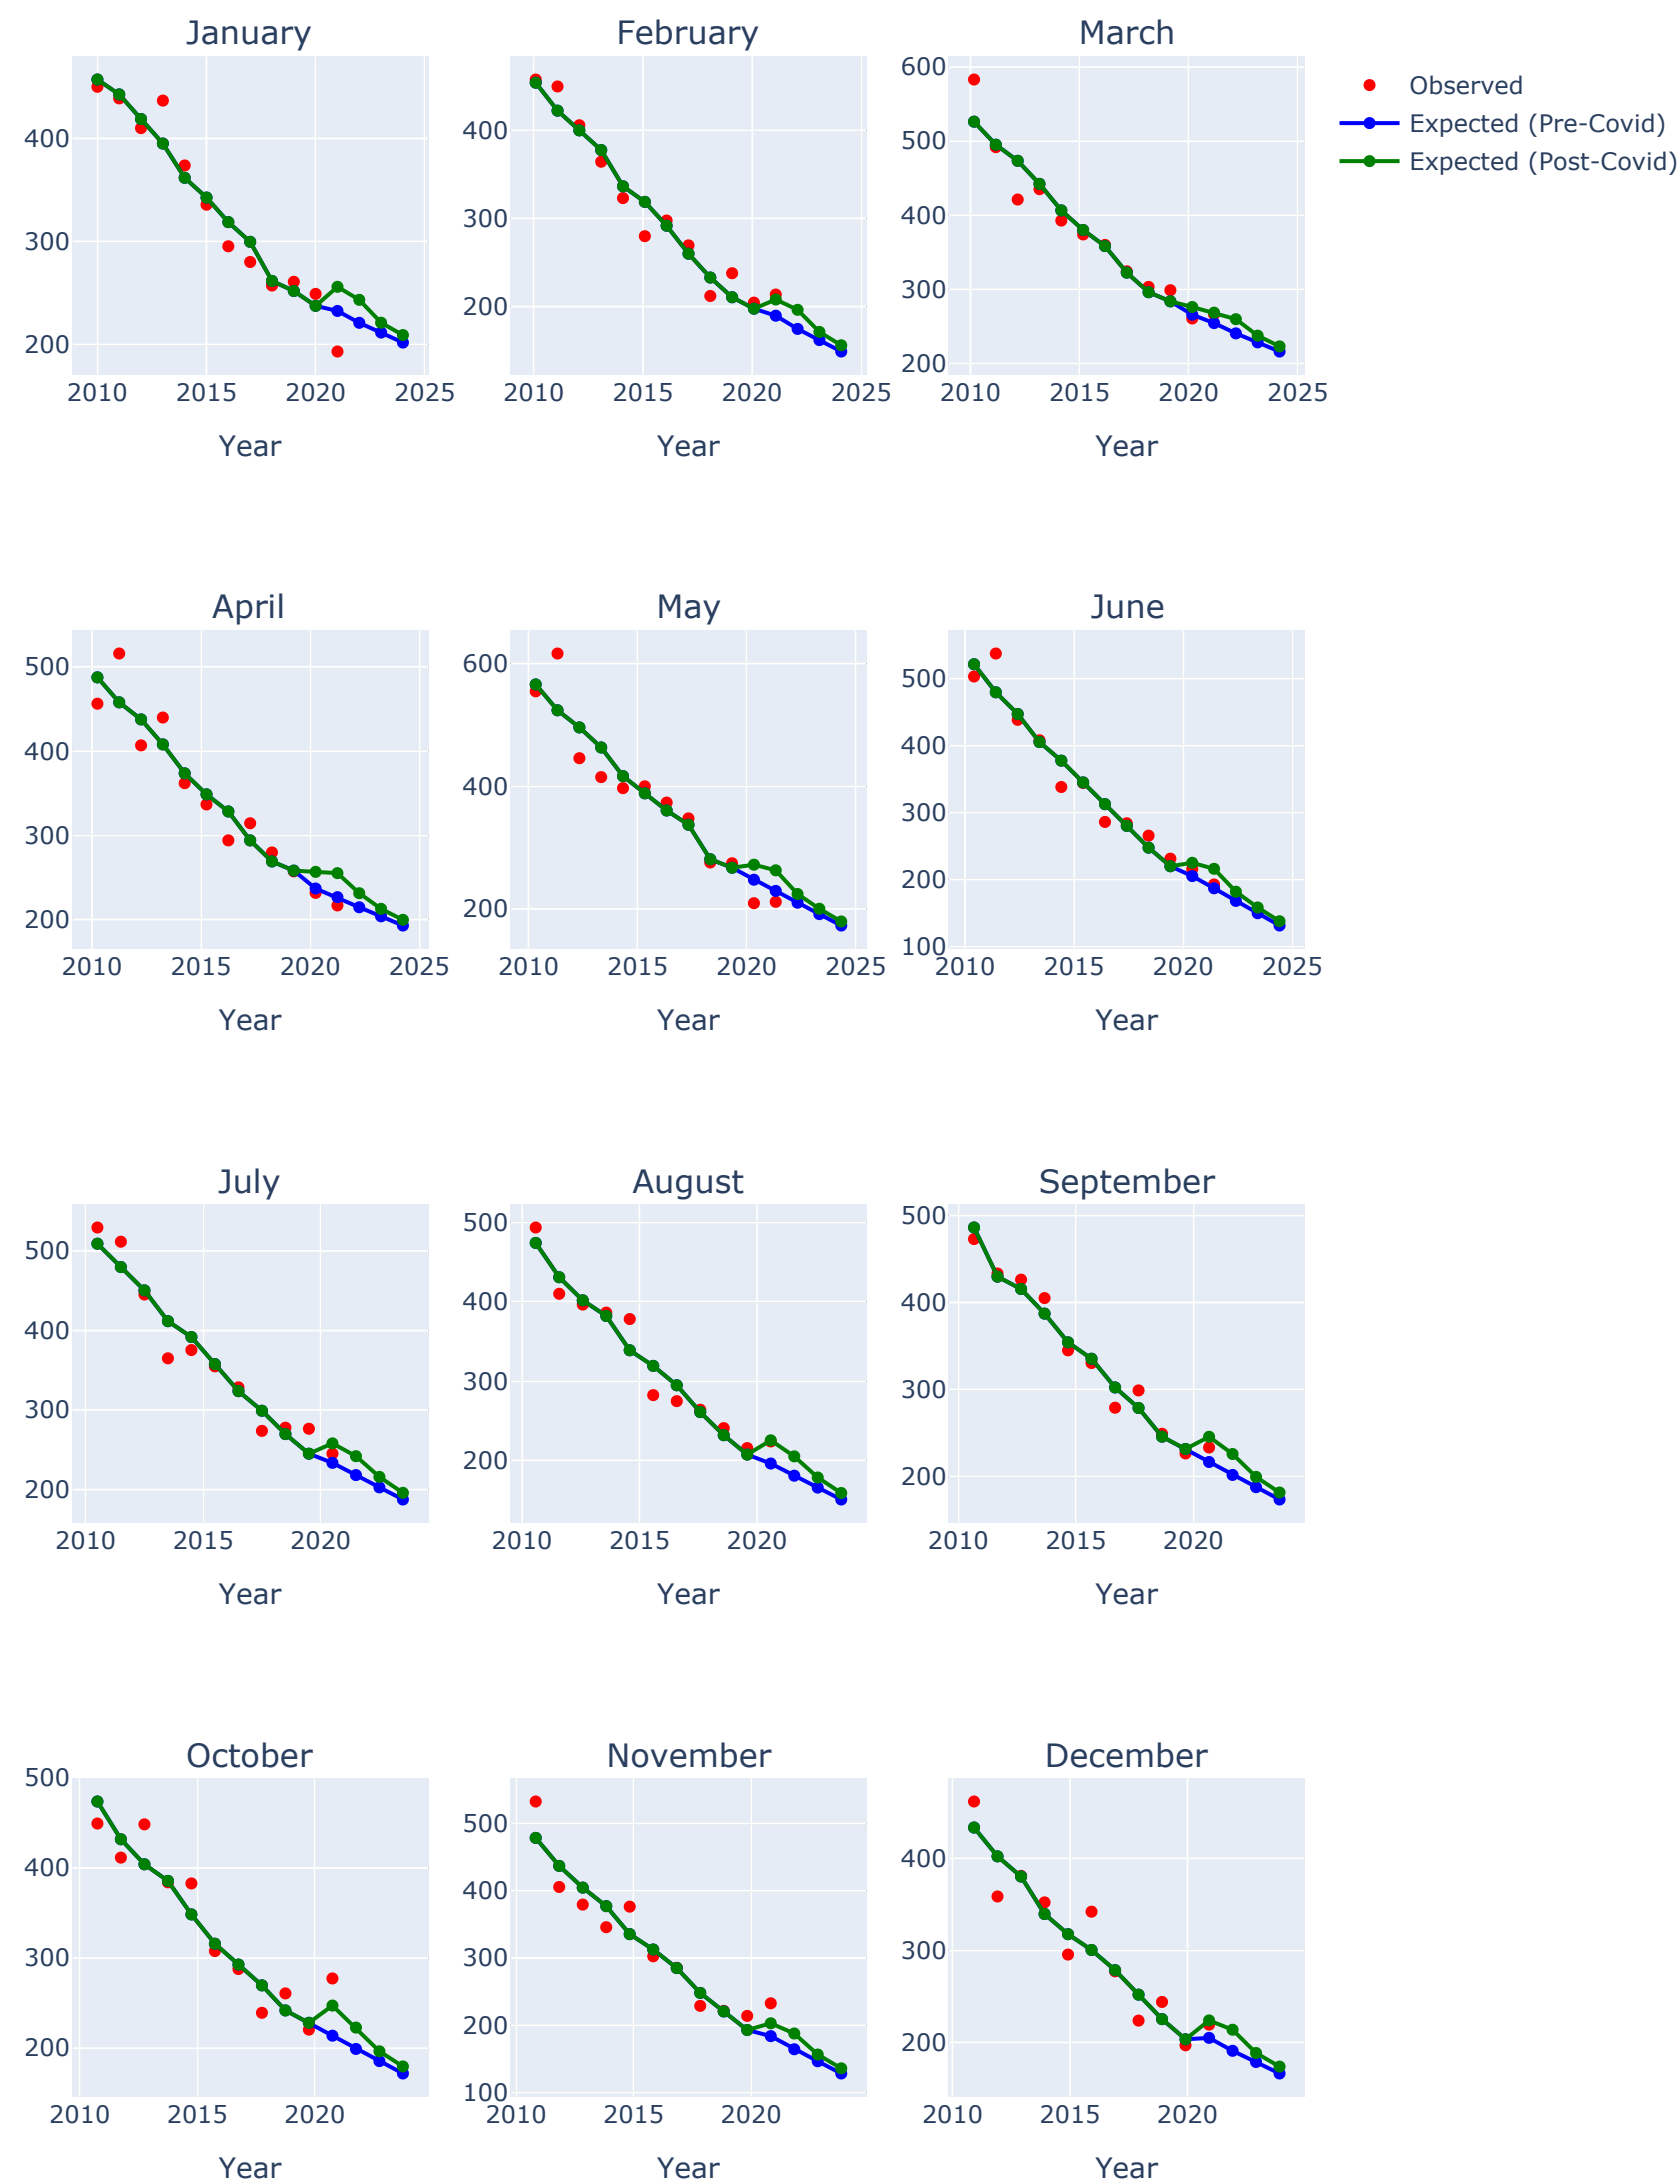 January February March
600
Observed
Expected (Pre-Covid)
Expected (Post-Covid)
400 400 500
300 300 400
200 200 300
200
2010 2015 2020 2025 2010 2015 2020 2025 2010 2015 2020 2025
Year Year Year
April May June
500 600 500
400 400 400
300 300
200 200 200
100
2010 2015 2020 2025 2010 2015 2020 2025 2010 2015 2020 2025
Year Year Year
July August September
500 500 500
400 400 400
300 300 300
200 200 200
2010 2015 2020 2010 2015 2020 2010 2015 2020
Year Year Year
October November December
500 500
400 400 400
300 300 300
200 200 200
100
2010 2015 2020 2010 2015 2020 2010 2015 2020
Year Year Year